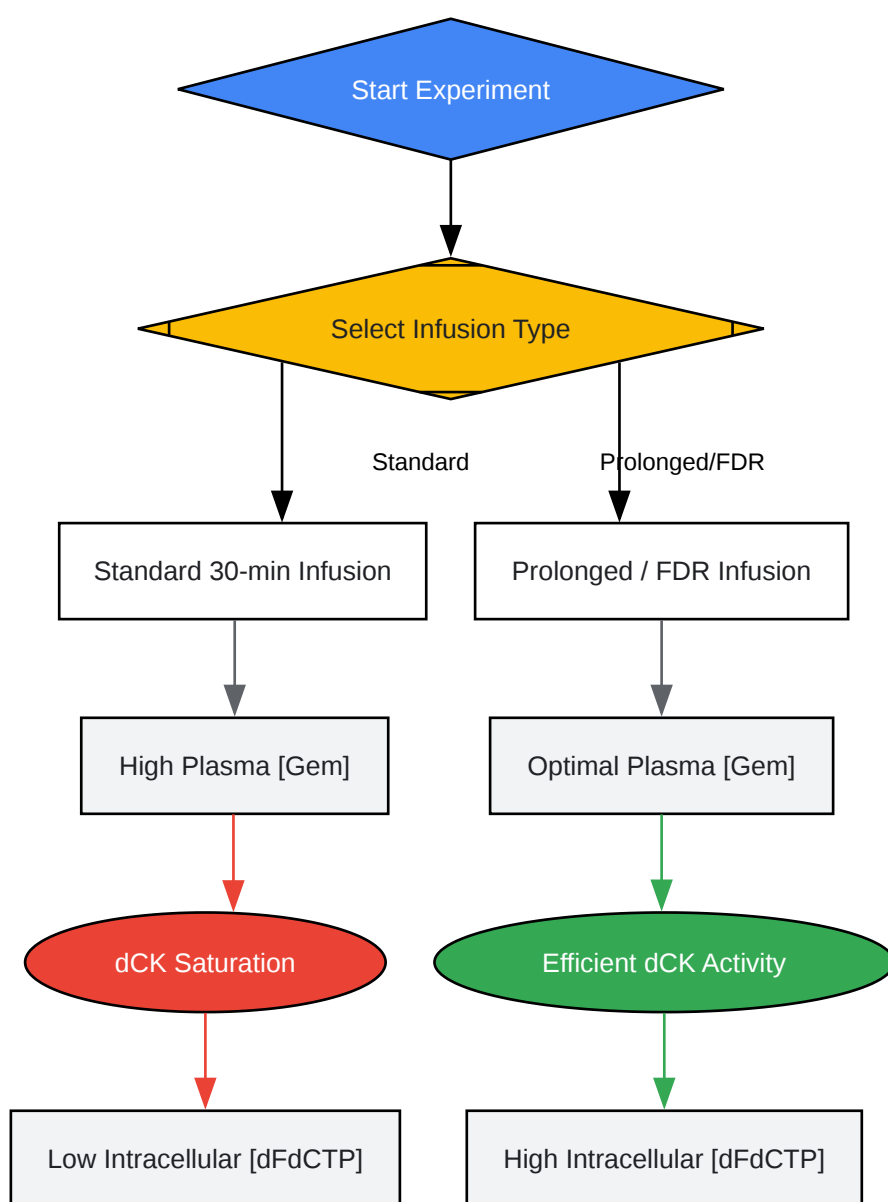 Start Experiment
Select Infusion Type
Standard
Prolonged/FDR
Standard 30-min Infusion
Prolonged / FDR Infusion
High Plasma [Gem]
Optimal Plasma [Gem]
dCK Saturation
Efficient dCK Activity
Low Intracellular [dFdCTP]
High Intracellular [dFdCTP]